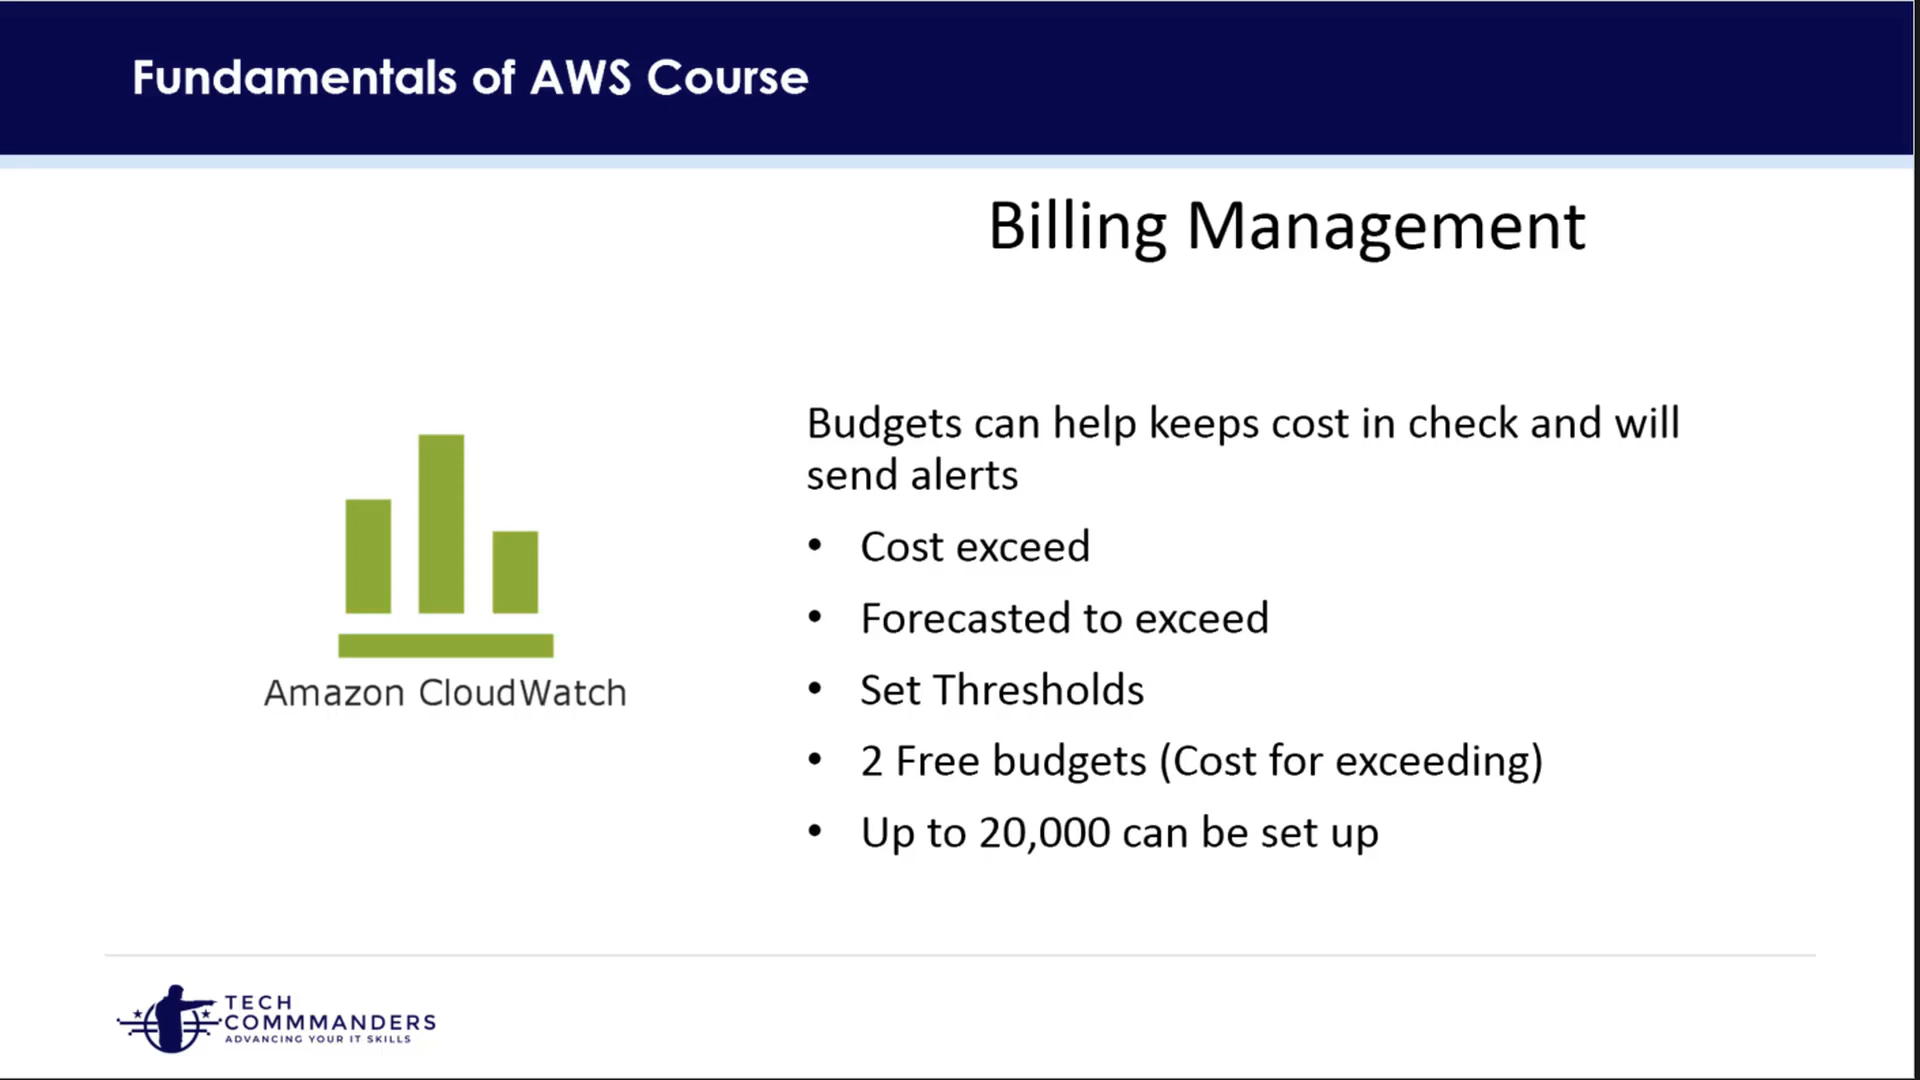 Fundamentals of AWS Course
Billing Management
Budgets can help keeps cost in check and will
send alerts
• Cost exceed
• Forecasted to exceed
• Set Thresholds
• 2 Free budgets (Cost for exceeding)
• Up to 20,000 can be set up
Amazon CloudWatch
TECH
COMMMANDERS
ADVANCING YOUR IT SKILLS